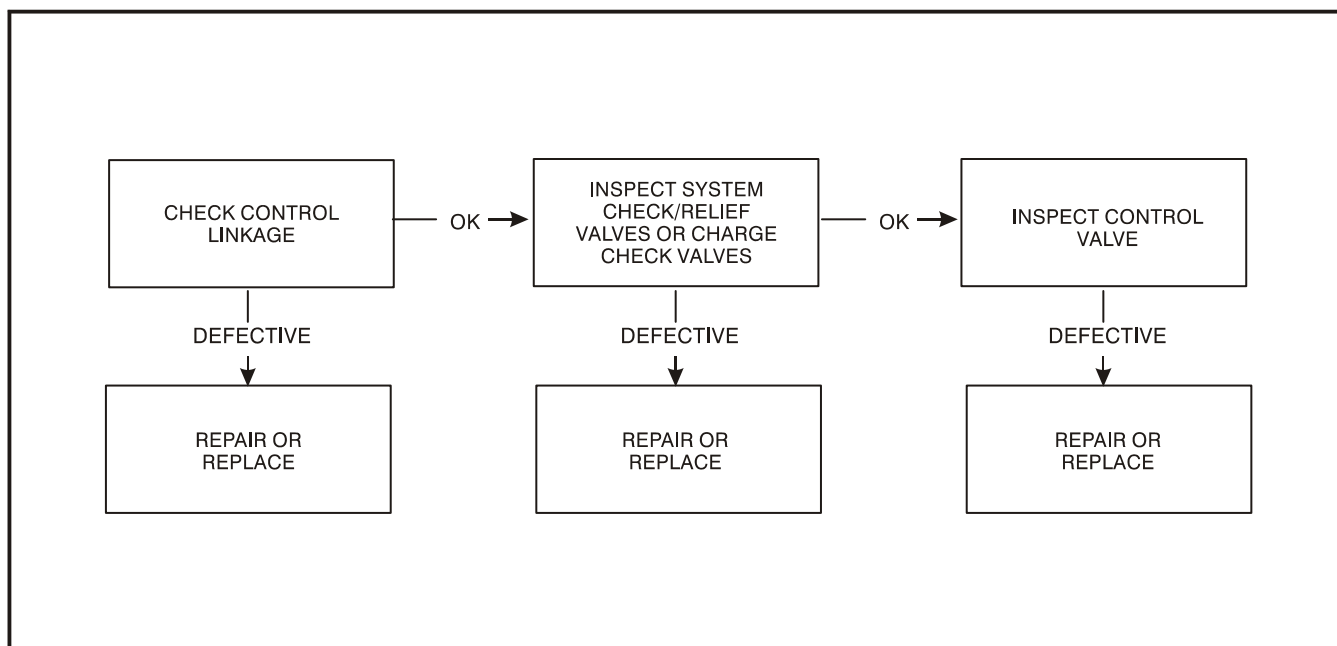 CHECK CONTROL
LINKAGE
OK
INSPECT SYSTEM
CHECK/RELIEF
VALVES OR CHARGE
CHECK VALVES
OK
INSPECT CONTROL
VALVE
DEFECTIVE
DEFECTIVE
DEFECTIVE
REPAIR OR
REPLACE
REPAIR OR
REPLACE
REPAIR OR
REPLACE